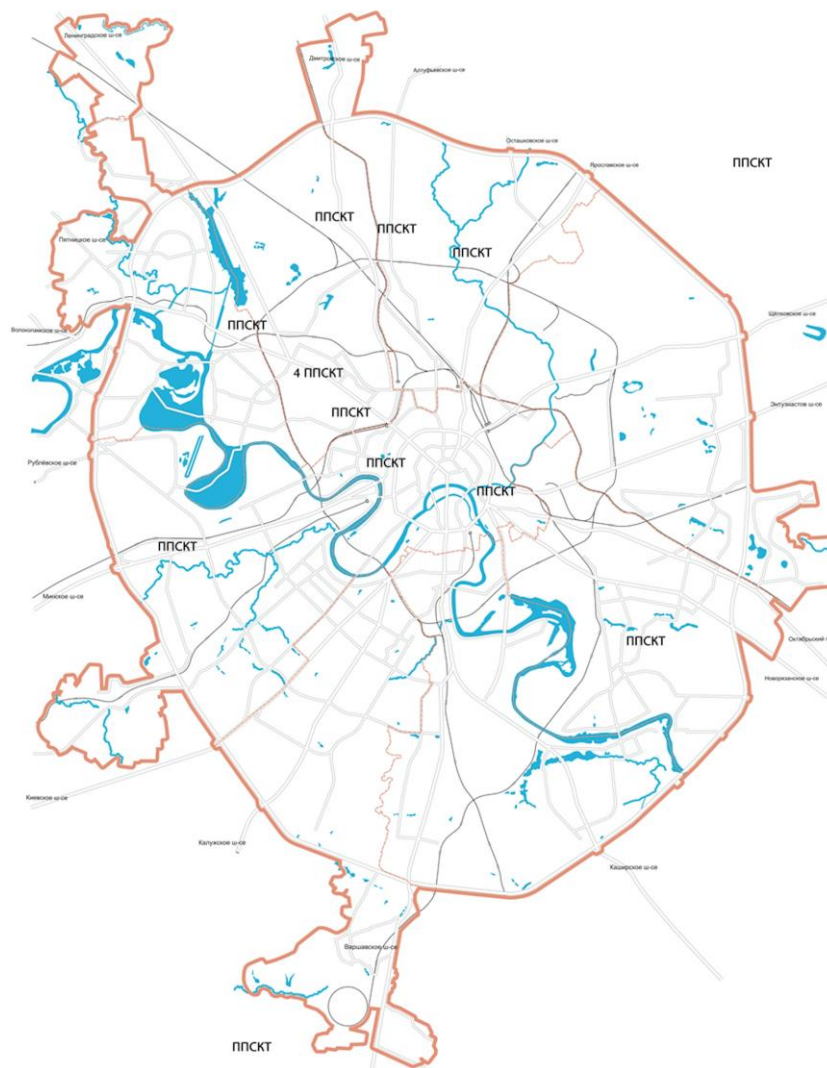 Ленинградское ш-се
Дмитровское ш-се
Алтуфьевское ш-се
Осташковское ш-се
Ярославское ш-се
ППСКТ
ППСКТ
ППСКТ
Пятницкое ш-се
ППСКТ
Щёлковское ш-се
ППСКТ
Волоколамское ш-се
4 ППСКТ
Энтузиастов ш-се
ППСКТ
Рублёвское ш-се
ППСКТ
ППСКТ
ППСКТ
Минское ш-се
Октябрьский
ППСКТ
Новорязанское ш-се
Киевское ш-се
Калужское ш-се
Каширское ш-се
Варшавское ш-се
ППСКТ